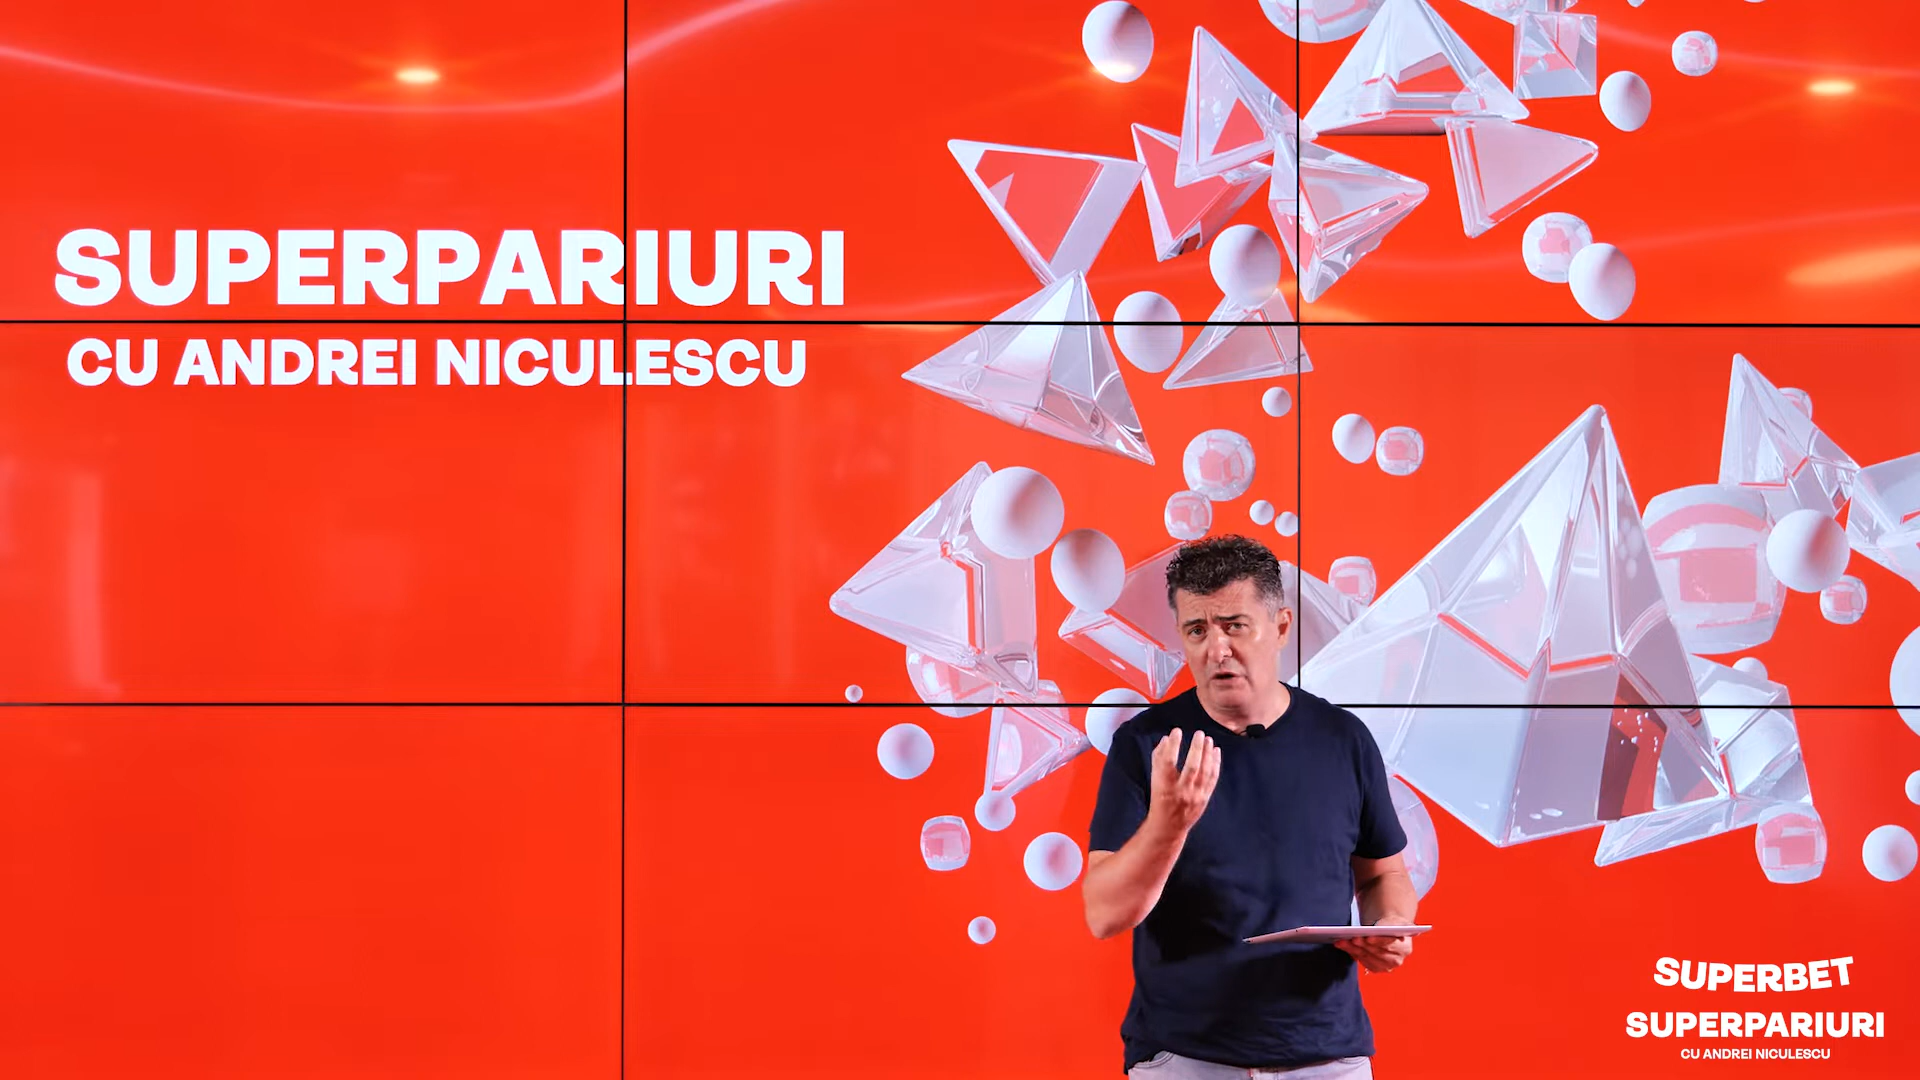 SUPERPARIURI
CU ANDREI NICULESCU
SUPERBET
SUPERPARIURI
CU ANDREI NICULESCU